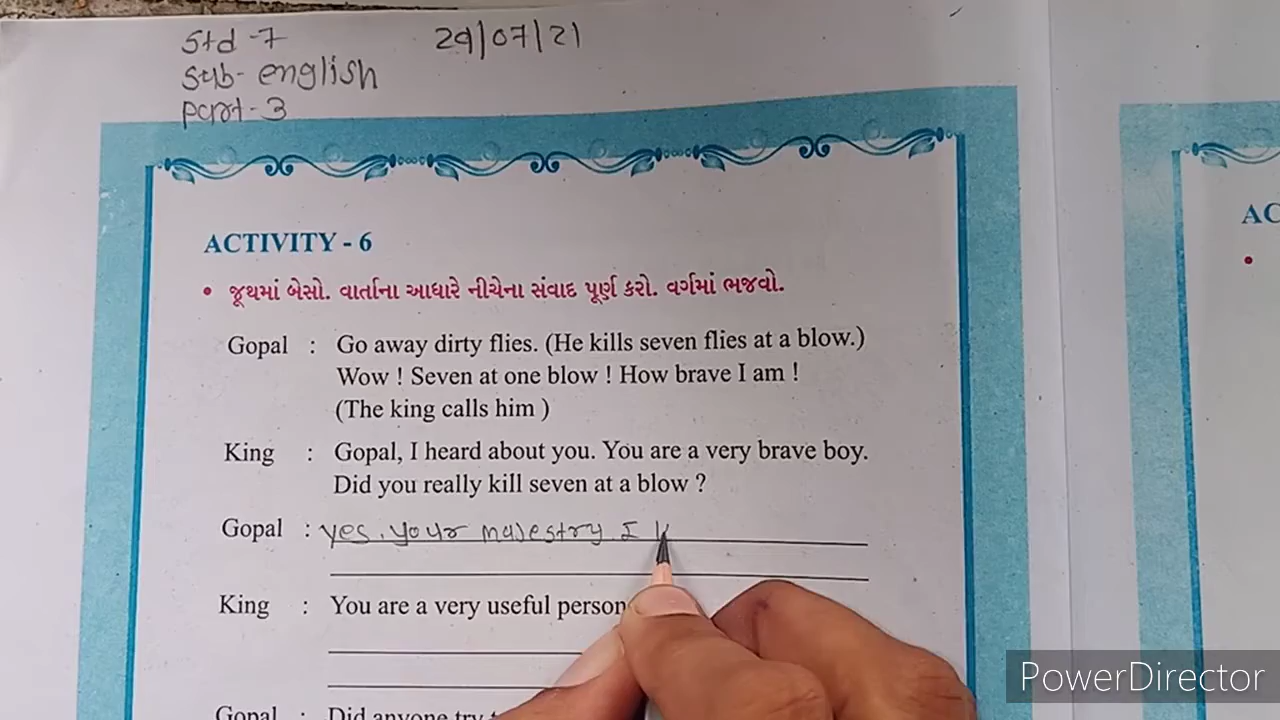 Std-7 29/07/21
Sub-english
part-3
ACTIVITY - 6
AC
• જૂથમાં બેસો. વાર્તાના આધારે નીચેના સંવાદ પૂર્ણ કરો. વર્ગમાં ભજવો.
Gopal : Go away dirty flies. (He kills seven flies at a blow.)
Wow ! Seven at one blow ! How brave I am !
(The king calls him )
King : Gopal, I heard about you. You are a very brave boy.
Did you really kill seven at a blow ?
Gopal : yes. your majestry. I
King : You are a very useful person
Gopal : Did anyone try
PowerDirector